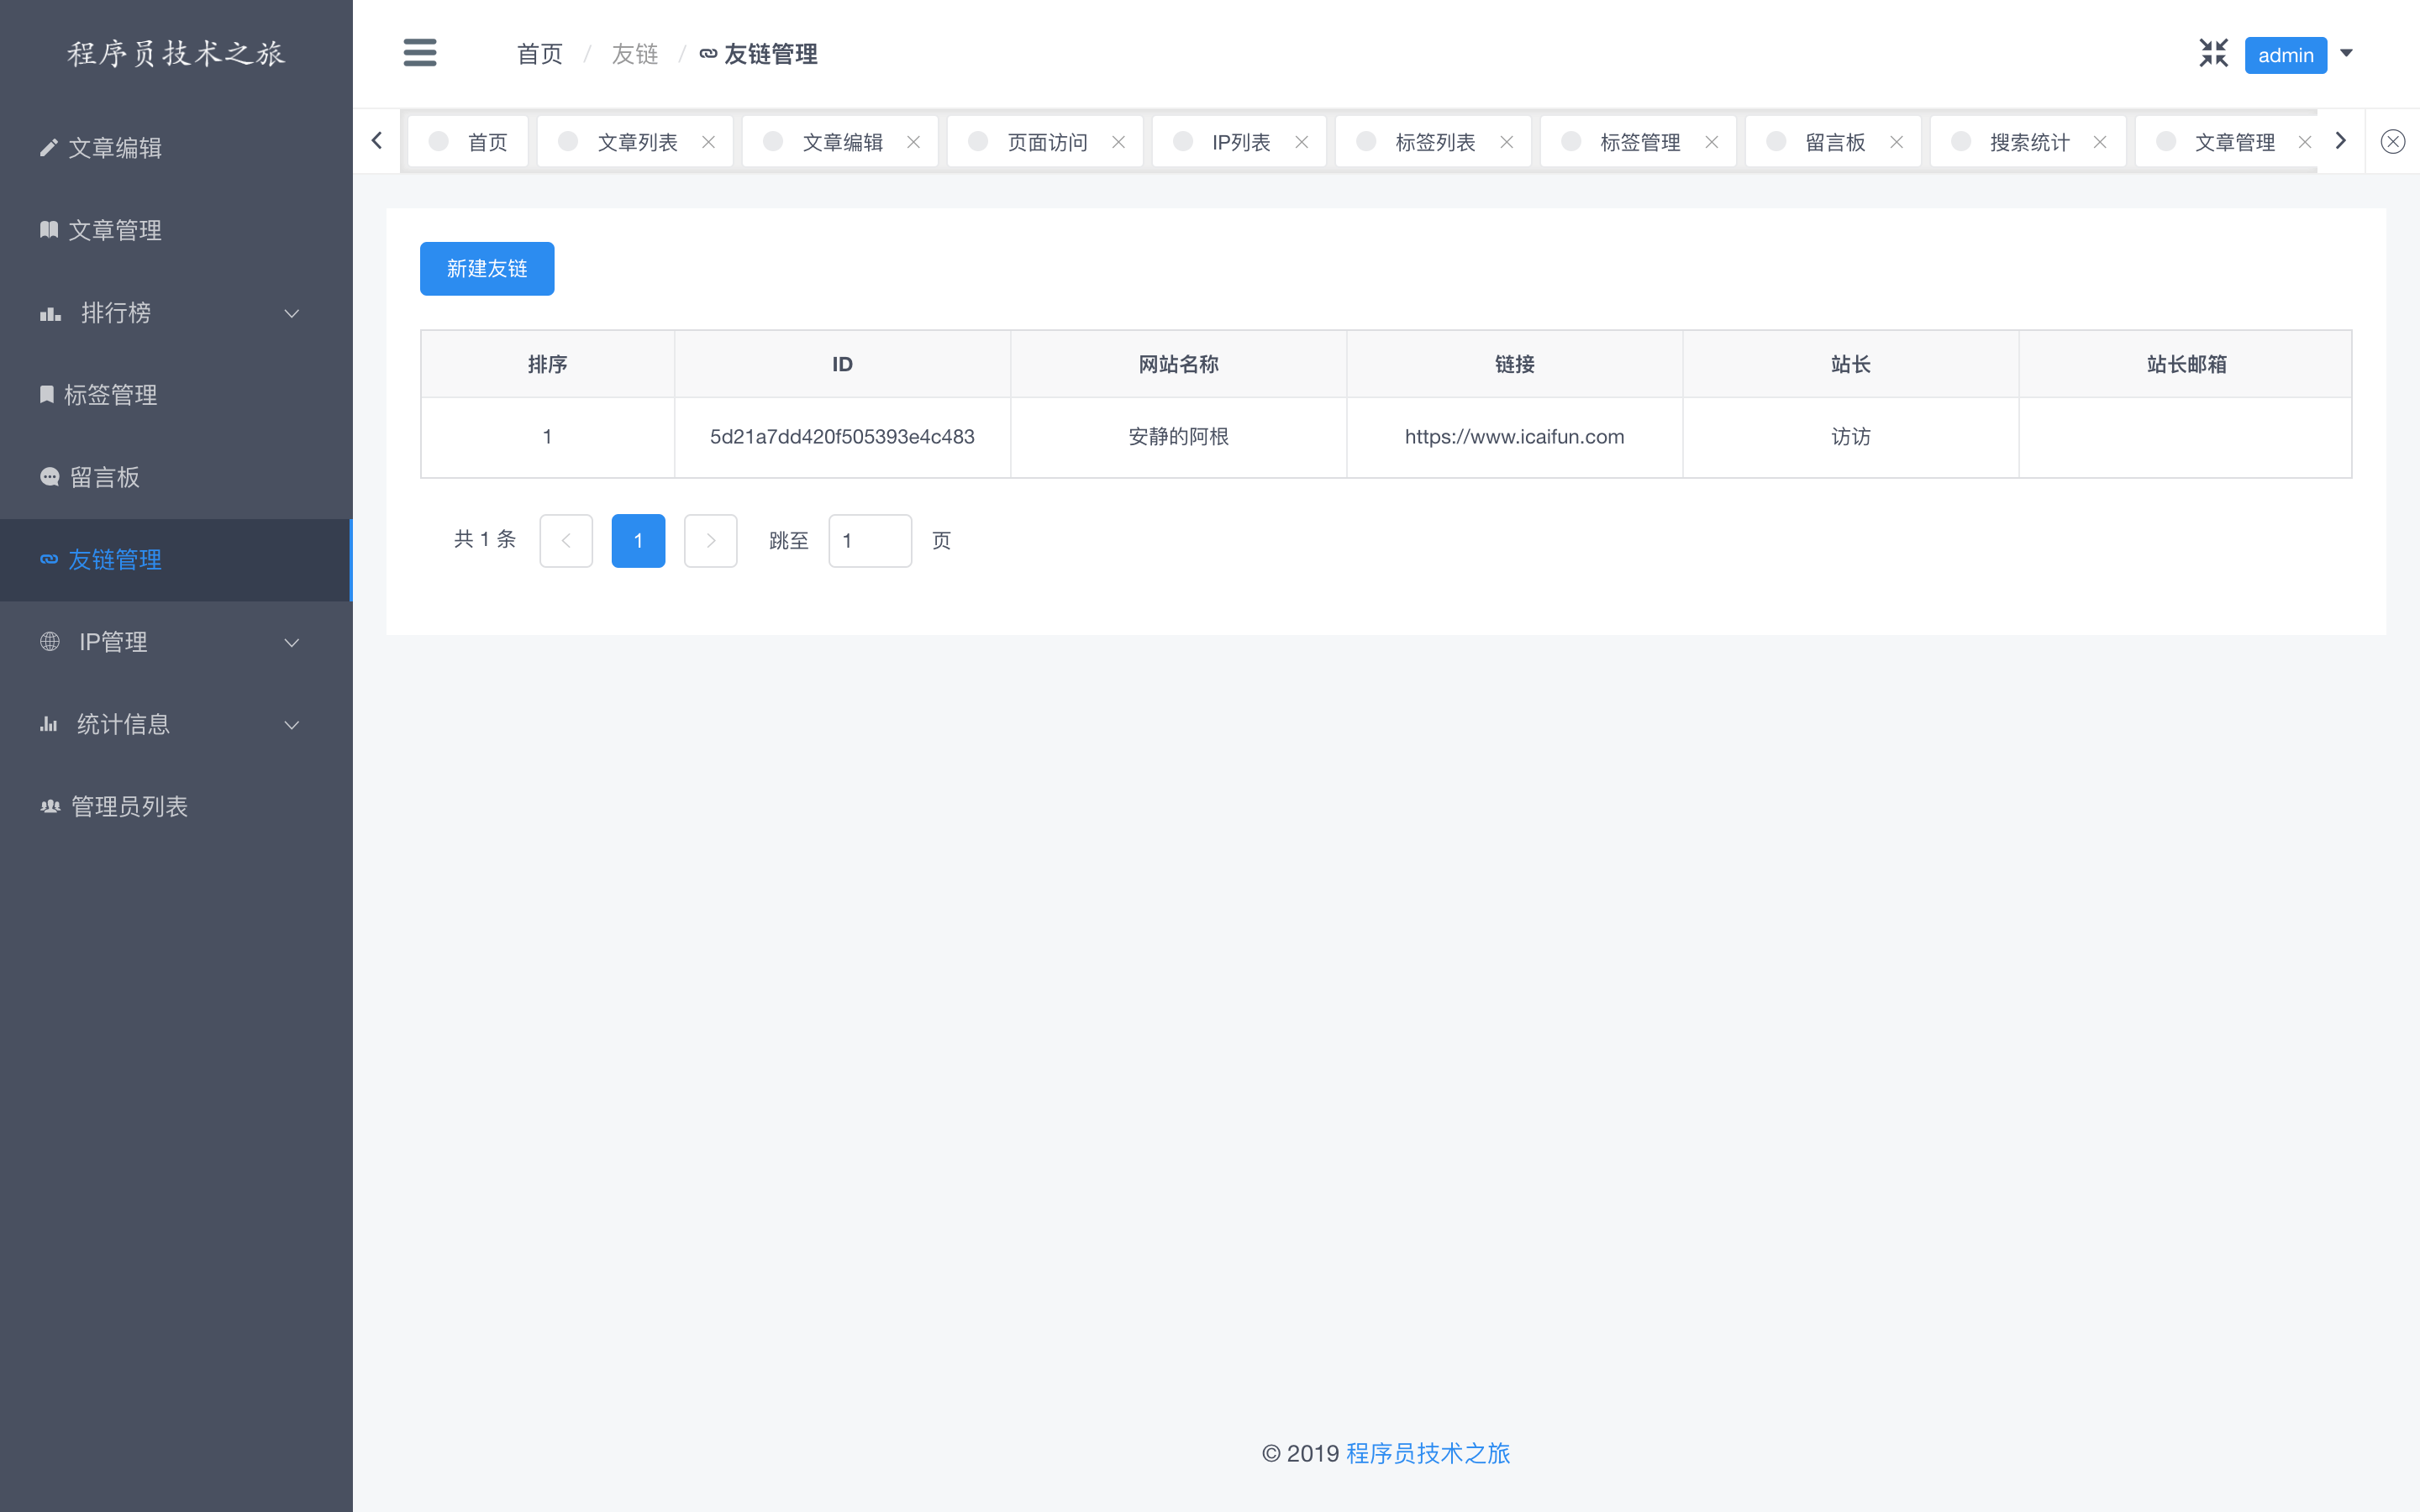 程序员技术之旅
文章编辑
文章管理
排行榜
标签管理
留言板
友链管理
IP管理
统计信息
管理员列表
首页 / 友链 / 友链管理
admin
首页 文章列表 文章编辑 页面访问 IP列表 标签列表 标签管理 留言板 搜索统计 文章管理
新建友链
排序 ID 网站名称 链接 站长 站长邮箱
1 5d21a7dd420f505393e4c483 安静的阿根 https://www.icaifun.com 访访
共 1 条 1 跳至 1 页
© 2019 程序员技术之旅